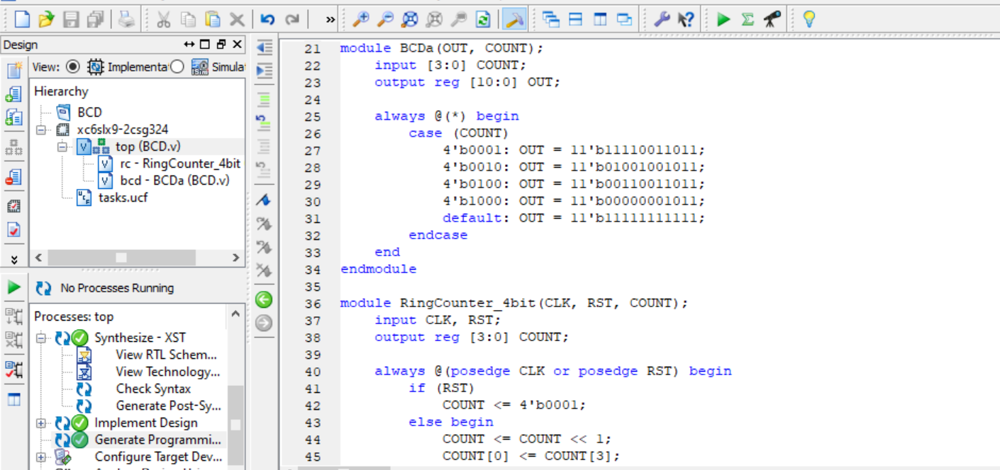 Design
View: Implementa Simula
Hierarchy
BCD
xc6slx9-2csg324
top (BCD.v)
rc - RingCounter_4bit
bcd - BCDa (BCD.v)
tasks.ucf
No Processes Running
Processes: top
Synthesize - XST
View RTL Schem...
View Technology...
Check Syntax
Generate Post-Sy...
Implement Design
Generate Programmi...
Configure Target Dev...
21 module BCDa(OUT, COUNT);
22     input [3:0] COUNT;
23     output reg [10:0] OUT;
24
25     always @(*) begin
26         case (COUNT)
27             4'b0001: OUT = 11'b11110011011;
28             4'b0010: OUT = 11'b01001001011;
29             4'b0100: OUT = 11'b00110011011;
30             4'b1000: OUT = 11'b00000001011;
31             default: OUT = 11'b11111111111;
32         endcase
33     end
34 endmodule
35
36 module RingCounter_4bit(CLK, RST, COUNT);
37     input CLK, RST;
38     output reg [3:0] COUNT;
39
40     always @(posedge CLK or posedge RST) begin
41         if (RST)
42             COUNT <= 4'b0001;
43         else begin
44             COUNT <= COUNT << 1;
45             COUNT[0] <= COUNT[3];